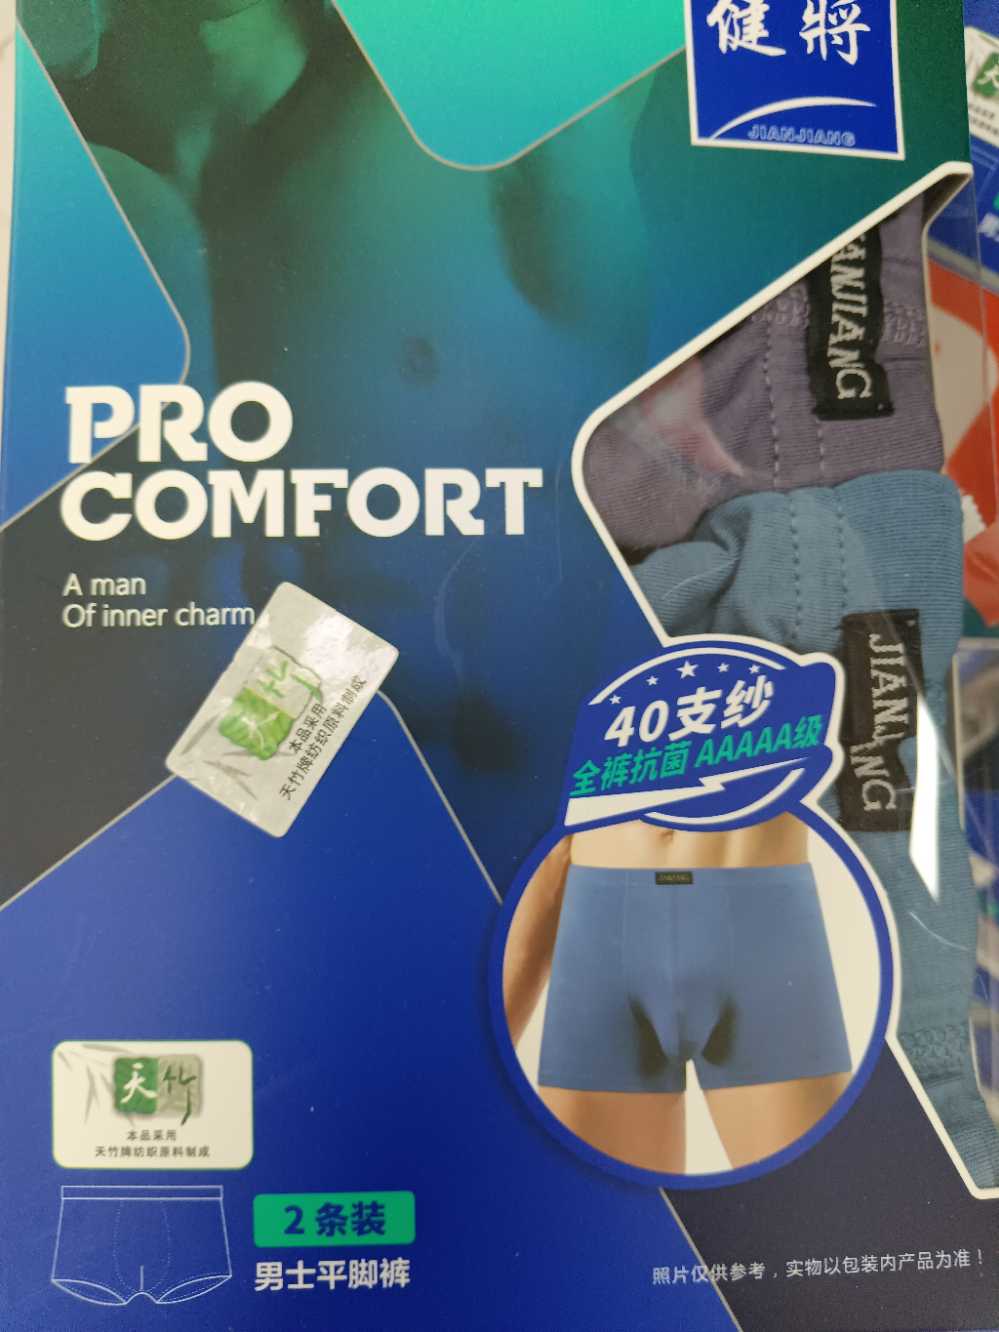 健將
JIANJIANG
ANJIANG
PRO
COMFORT
A man
Of inner charm
天竹
本品采用
天竹牌纺织原料制成
40支纱
全裤抗菌 AAAAA级
JIANJIANG
JIANJIANG
天竹
本品采用
天竹牌纺织原料制成
2 条装
男士平脚裤
照片仅供参考，实物以包装内产品为准！